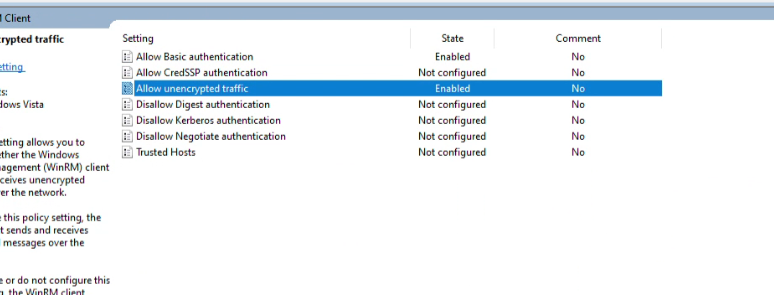 M Client
crypted traffic
etting
ts:
dows Vista
etting allows you to
ether the Windows
nagement (WinRM) client
ceives unencrypted
er the network.
e this policy setting, the
t sends and receives
d messages over the
e or do not configure this
g, the WinRM client
Setting State Comment
Allow Basic authentication Enabled No
Allow CredSSP authentication Not configured No
Allow unencrypted traffic Enabled No
Disallow Digest authentication Not configured No
Disallow Kerberos authentication Not configured No
Disallow Negotiate authentication Not configured No
Trusted Hosts Not configured No